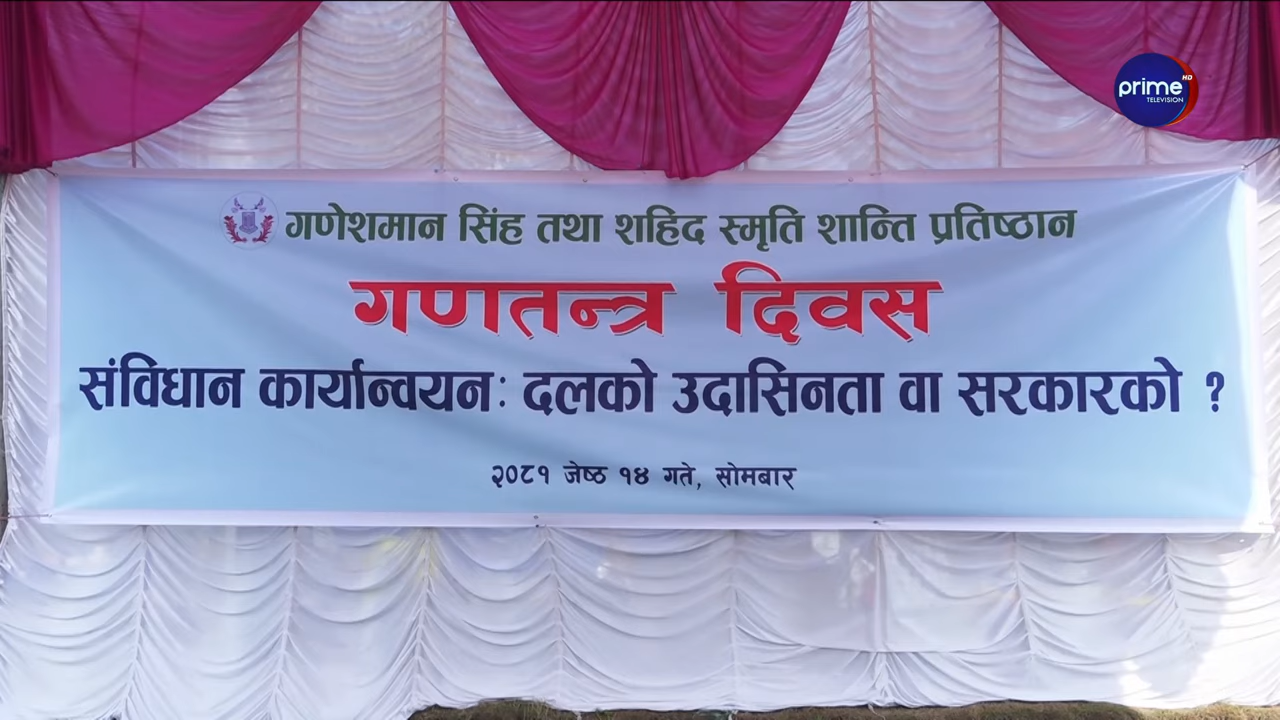 prime HD
TELEVISION
गणेशमान सिंह तथा शहिद स्मृति शान्ति प्रतिष्ठान
गणतन्त्र दिवस
संविधान कार्यान्वयनः दलको उदासिनता वा सरकारको ?
२०८१ जेष्ठ १४ गते, सोमबार